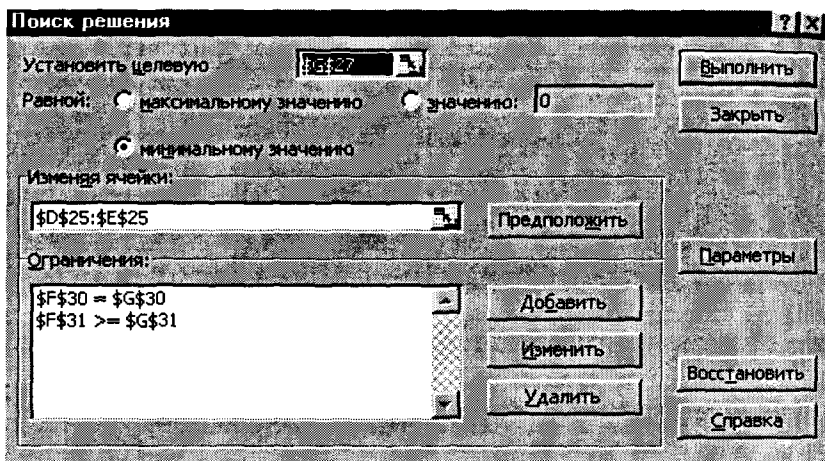 Поиск решения
Установить целевую $G$27 Выполнить
Равной: максимальному значению значению: 0 Закрыть
минимальному значению
Изменяя ячейки:
$D$25:$E$25 Предположить
Ограничения: Параметры
$F$30 = $G$30 Добавить
$F$31 >= $G$31
Изменить
Восстановить
Удалить
Справка